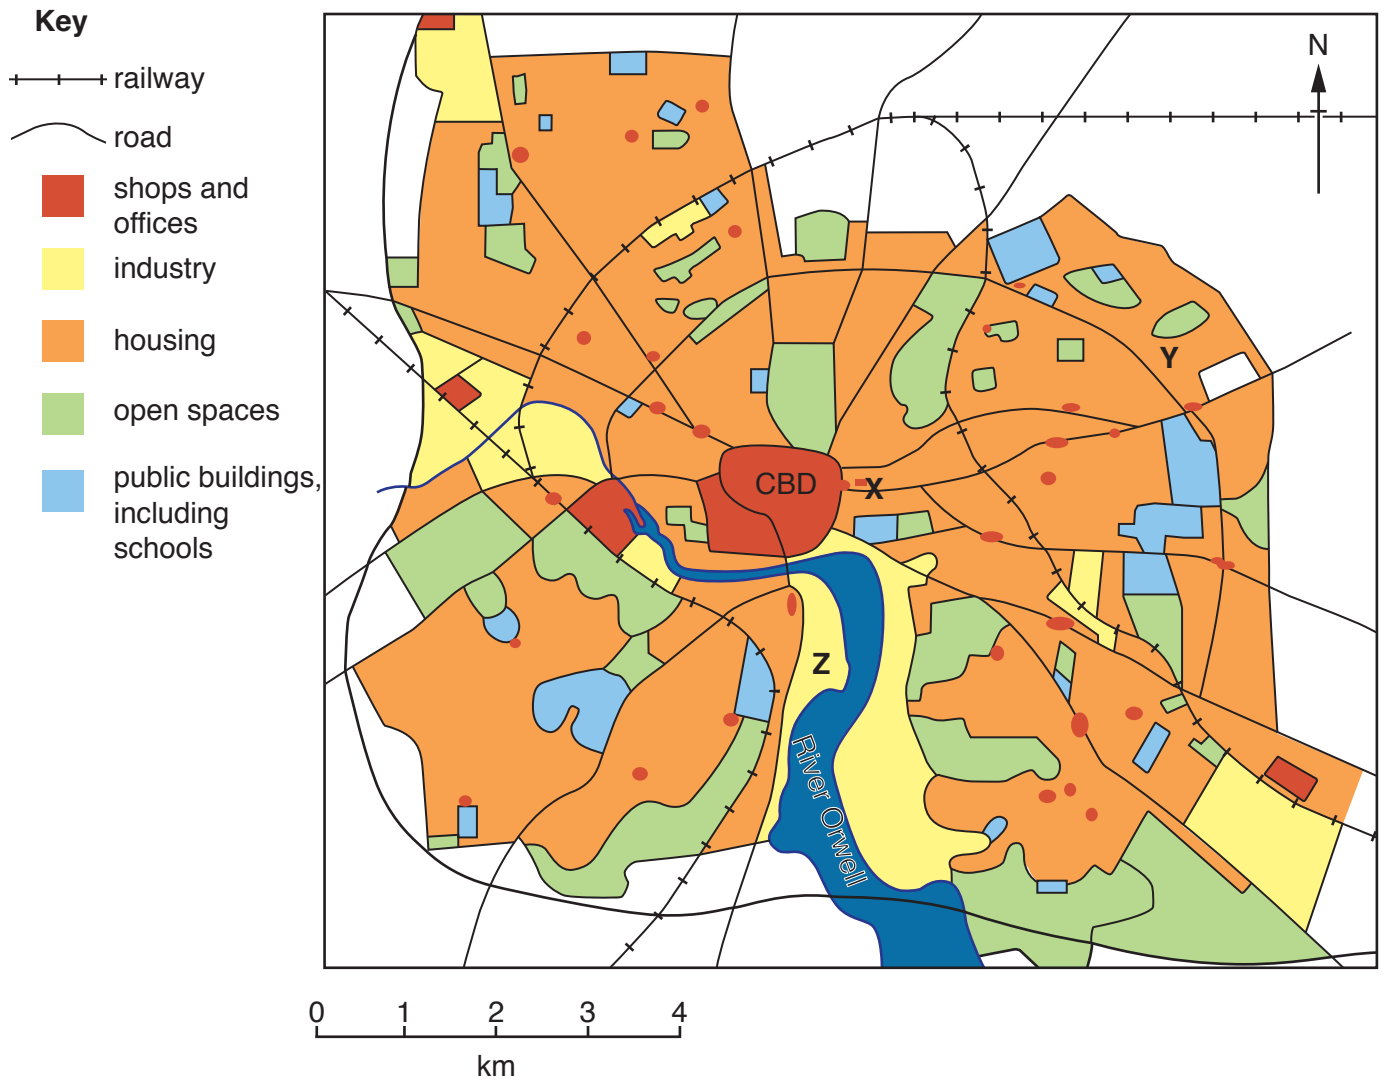 Key
railway
road
shops and
offices
industry
housing
open spaces
public buildings,
including
schools
N
Y
CBD
X
Z
River Orwell
0 1 2 3 4
km